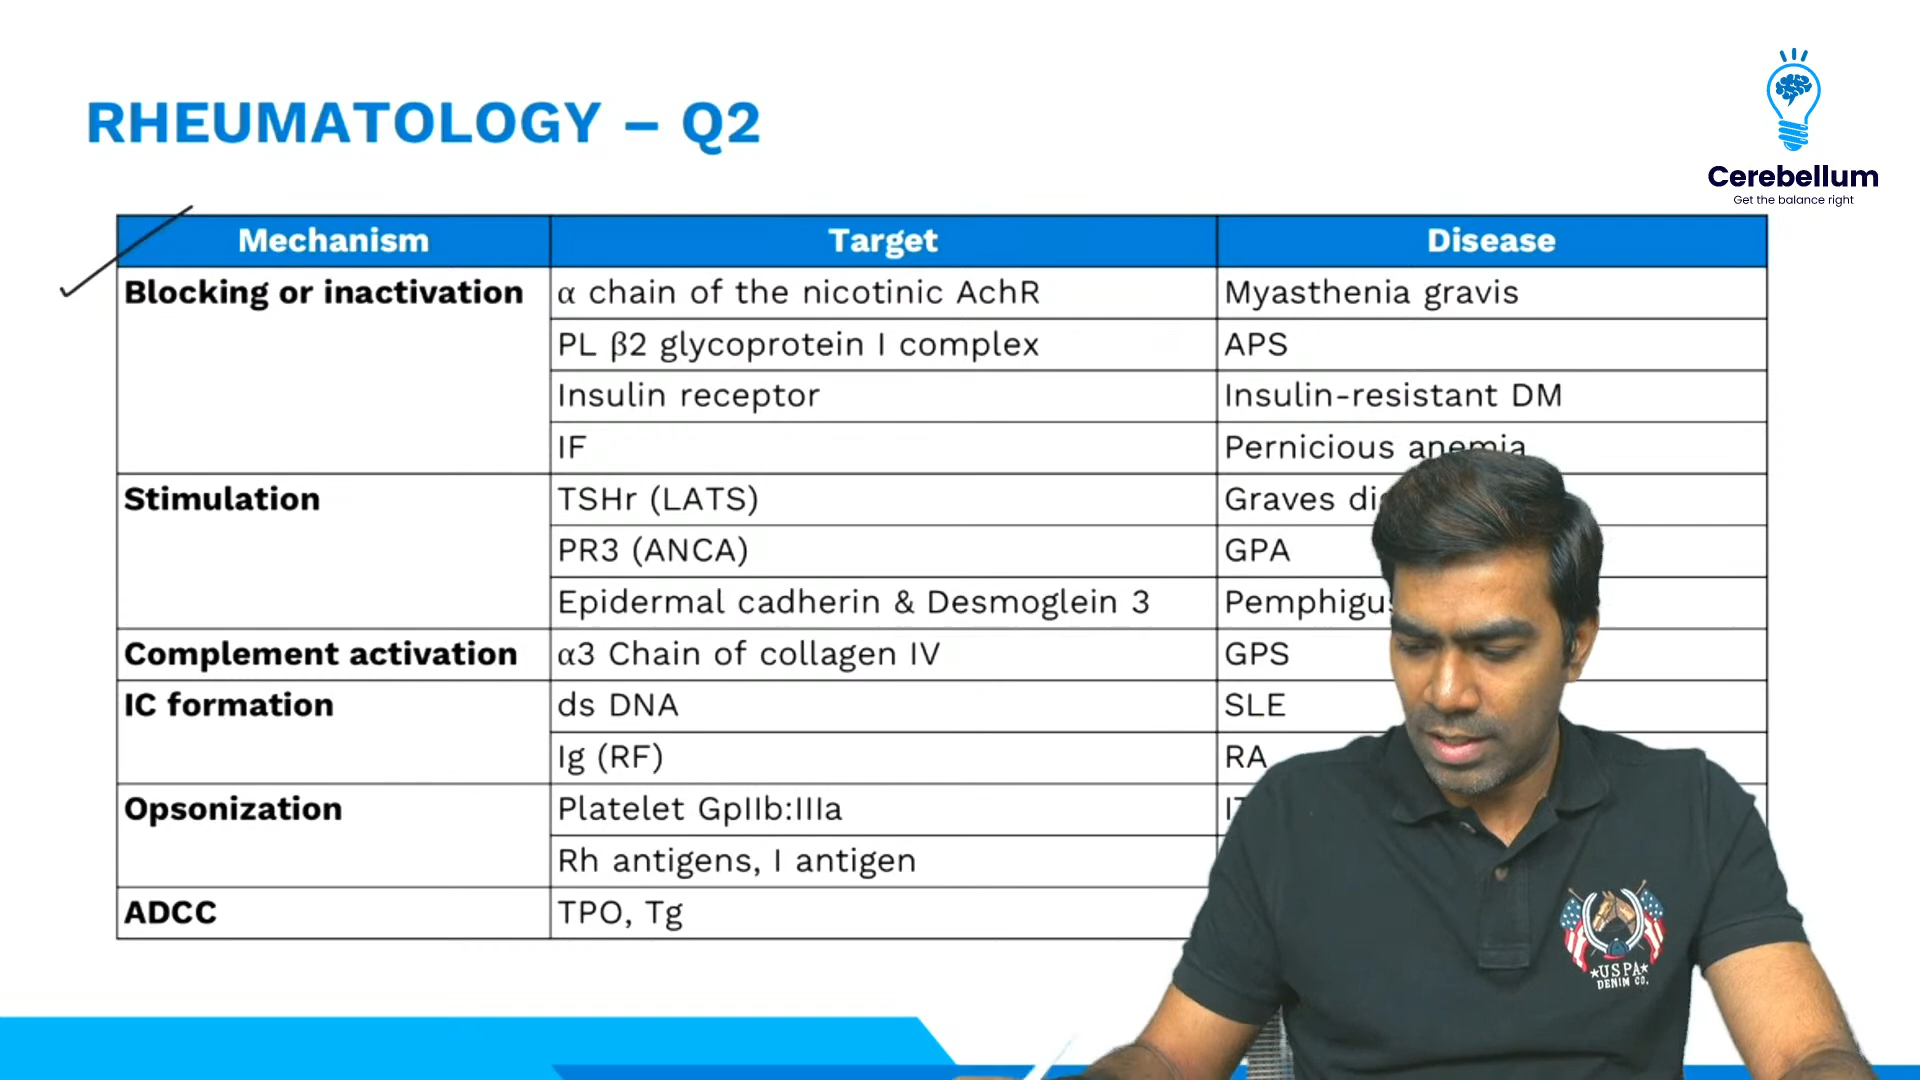 RHEUMATOLOGY – Q2
Cerebellum
Get the balance right
Mechanism Target Disease
Blocking or inactivation α chain of the nicotinic AchR Myasthenia gravis
PL β2 glycoprotein I complex APS
Insulin receptor Insulin-resistant DM
IF Pernicious anemia
Stimulation TSHr (LATS) Graves
PR3 (ANCA) GPA
Epidermal cadherin & Desmoglein 3
Complement activation α3 Chain of collagen IV GPS
IC formation ds DNA SLE
Ig (RF) RA
Opsonization Platelet GpIIb:IIIa
Rh antigens, I antigen
ADCC TPO, Tg
USPA
DENIM CO.